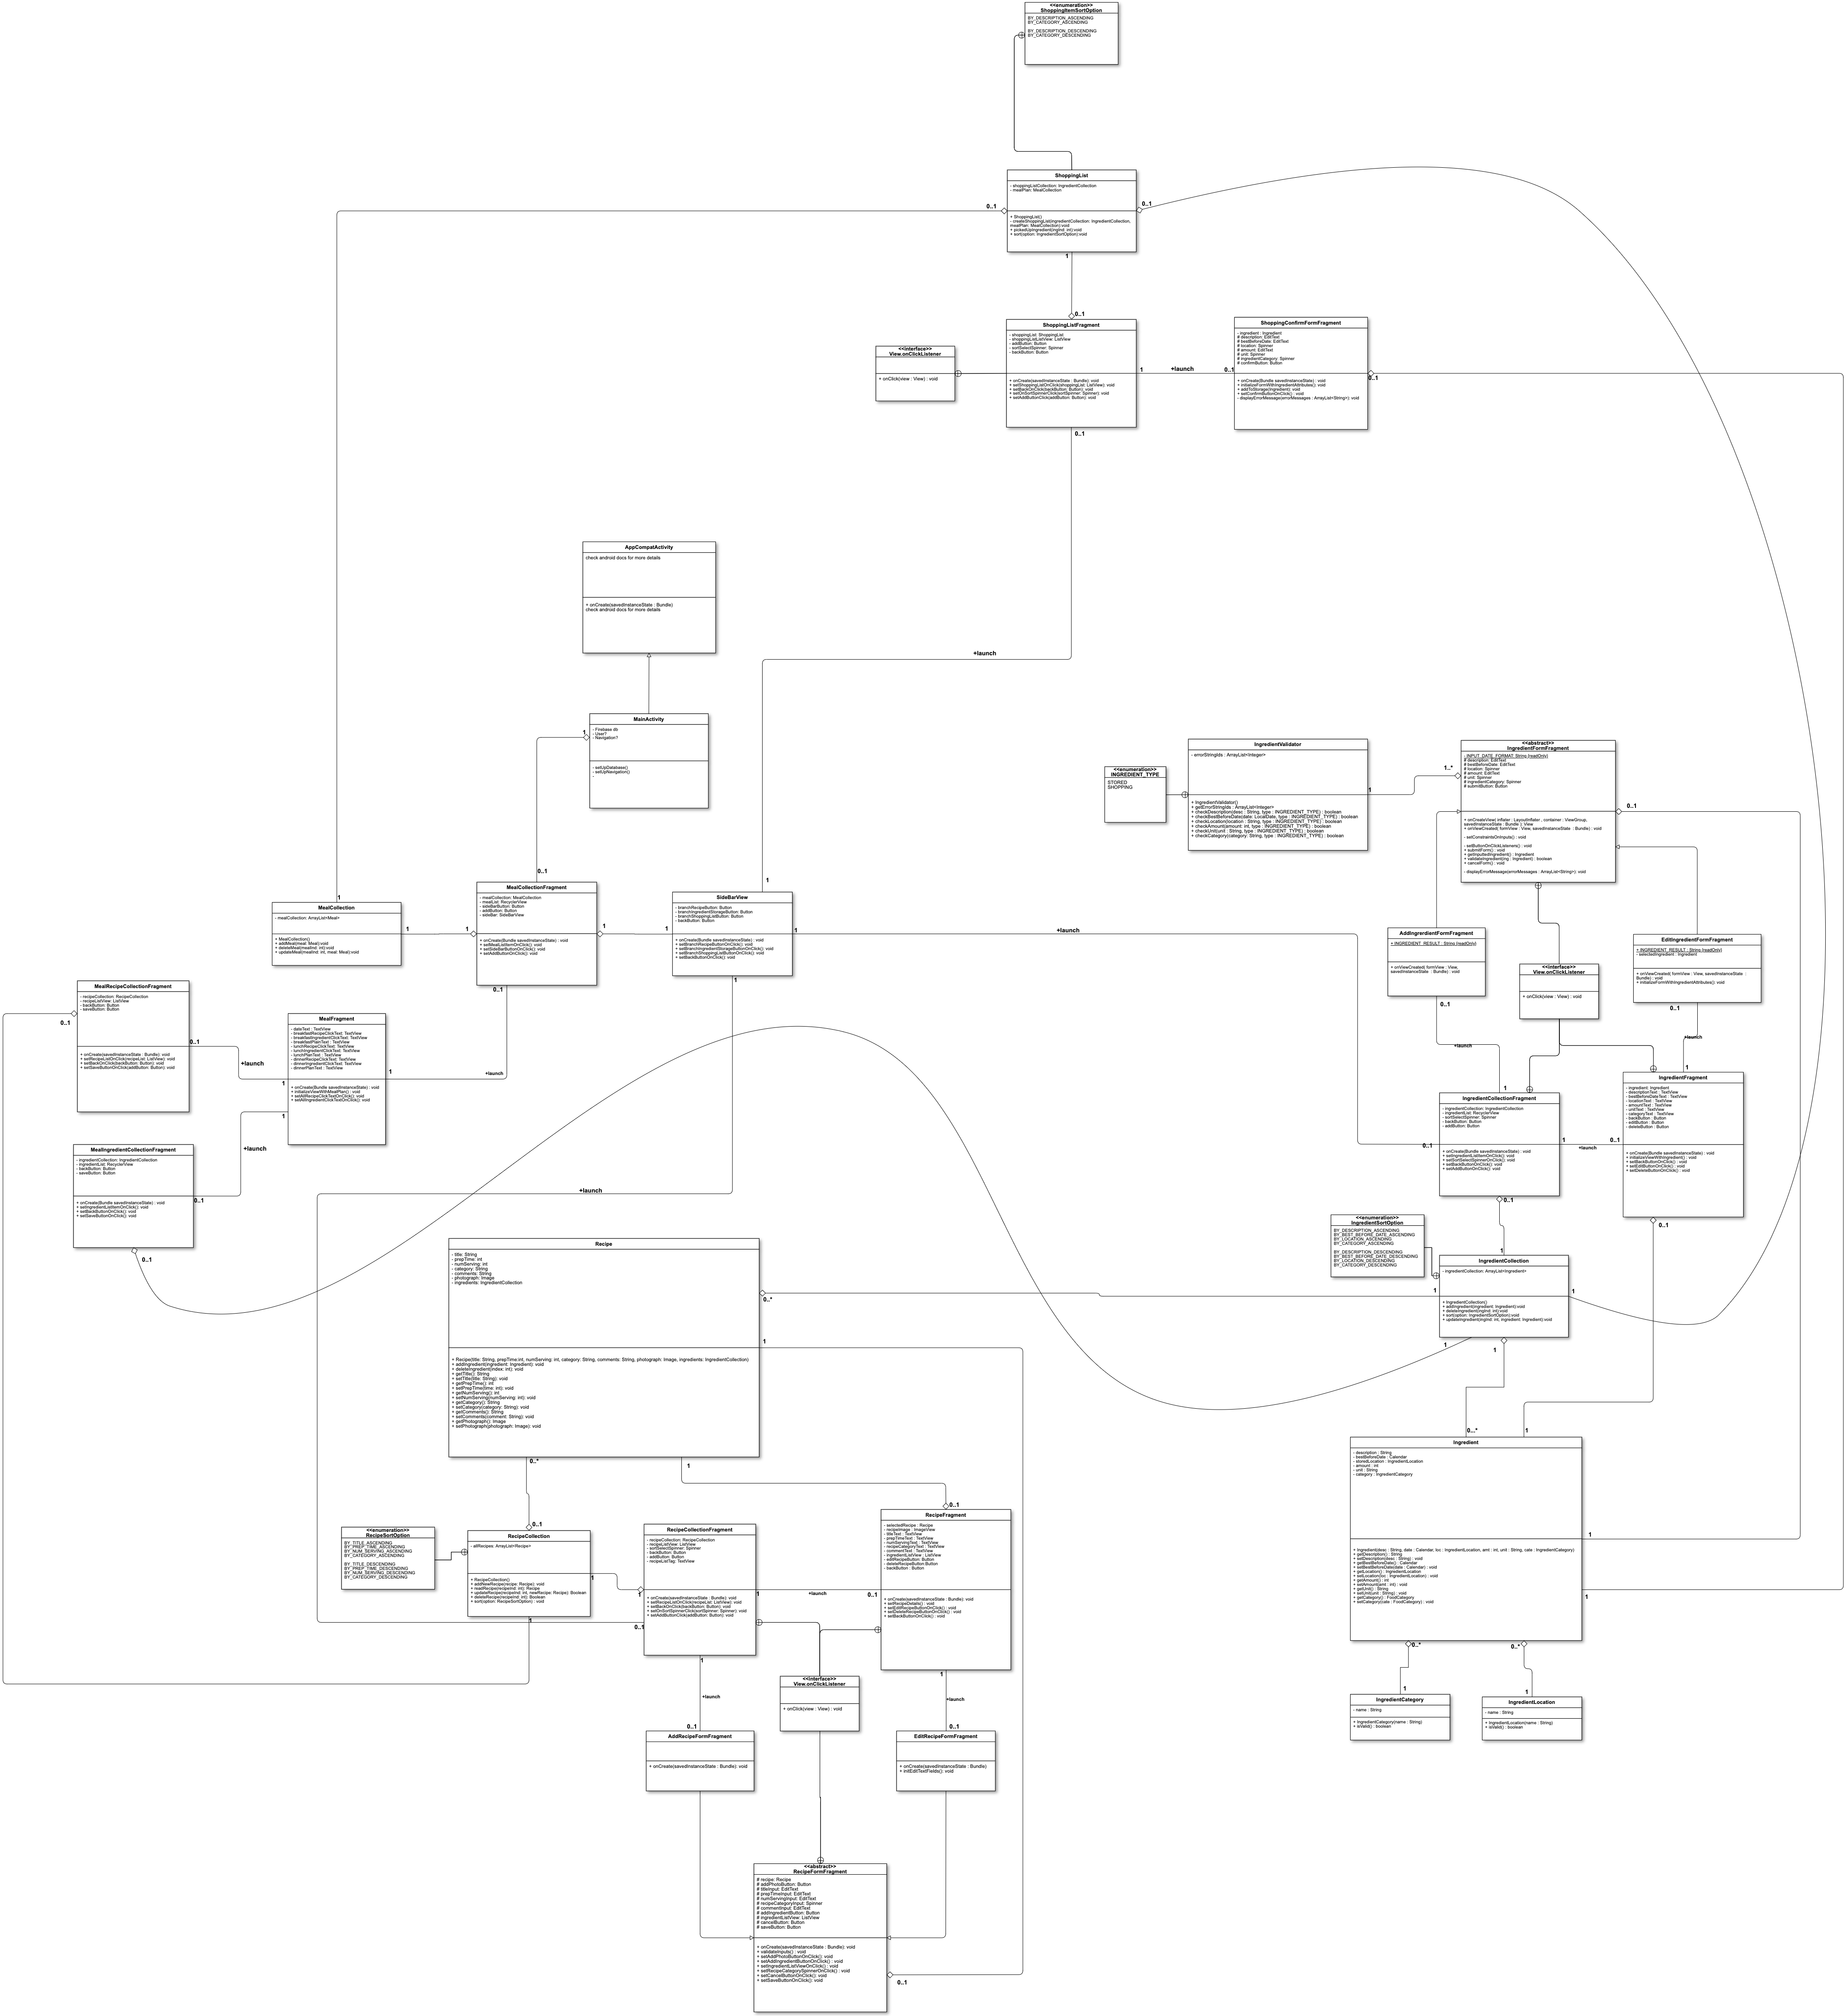 <<enumeration>>
ShoppingItemSortOption
BY_DESCRIPTION_ASCENDING
BY_CATEGORY_ASCENDING
BY_DESCRIPTION_DESCENDING
BY_CATEGORY_DESCENDING
ShoppingList
- shoppingListCollection: IngredientCollection
- mealPlan: MealCollection
+ ShoppingList()
- createShoppingList(ingredientCollection: IngredientCollection,
mealPlan: MealCollection):void
+ pickedUpIngredient(ingInd: int):void
+ sort(option: IngredientSortOption):void
0..1
0..1
1
0..1
ShoppingListFragment
- shoppingList: ShoppingList
- shoppingListListView: ListView
- addButton: Button
- sortSelectSpinner: Spinner
- backButton: Button
+ onCreate(savedInstanceState : Bundle): void
+ setShoppingListOnClick(shoppingList: ListView): void
+ setBackOnClick(backButton: Button): void
+ setOnSortSpinnerClick(sortSpinner: Spinner): void
+ setAddButtonClick(addButton: Button): void
<<interface>>
View.onClickListener
+ onClick(view : View) : void
1
+launch
0..1
ShoppingConfirmFormFragment
- ingredient : Ingredient
# description: EditText
# bestBeforeDate: EditText
# location: Spinner
# amount: EditText
# unit: Spinner
# ingredientCategory: Spinner
# confirmButton: Button
+ onCreate(Bundle savedInstanceState) : void
+ initializeFormWithIngredientAttributes(): void
+ addToStorage(ingredient): void
+ setConfirmButtonOnClick() : void
- displayErrorMessage(errorMessages : ArrayList<String>): void
0..1
0..1
+launch
AppCompatActivity
check android docs for more details
+ onCreate(savedInstanceState : Bundle)
check android docs for more details
MainActivity
- Firebase db
- User?
- Navigation?
- setUpDatabase()
- setUpNavigation()
-
1
0..1
<<enumeration>>
INGREDIENT_TYPE
STORED
SHOPPING
IngredientValidator
- errorStringIds : ArrayList<Integer>
+ IngredientValidator()
+ getErrorStringIds : ArrayList<Integer>
+ checkDescription(desc : String, type : INGREDIENT_TYPE) : boolean
+ checkBestBeforeDate(date: LocalDate, type : INGREDIENT_TYPE) : boolean
+ checkLocation(location : String, type : INGREDIENT_TYPE) : boolean
+ checkAmount(amount: int, type : INGREDIENT_TYPE) : boolean
+ checkUnit(unit : String, type : INGREDIENT_TYPE) : boolean
+ checkCategory(category: String, type : INGREDIENT_TYPE) : boolean
1
1..*
<<abstract>>
IngredientFormFragment
- INPUT_DATE_FORMAT: String {readOnly}
# description: EditText
# bestBeforeDate: EditText
# location: Spinner
# amount: EditText
# unit: Spinner
# ingredientCategory: Spinner
# submitButton: Button
+ onCreateView( inflater : LayoutInflater , container : ViewGroup,
savedInstanceState : Bundle ): View
+ onViewCreated( formView : View, savedInstanceState : Bundle) : void
- setConstraintsOnInputs() : void
- setButtonOnClickListeners() : void
+ submitForm() : void
+ getInputtedIngredient() : Ingredient
+ validateIngredient(ing : Ingredient) : boolean
+ cancelForm() : void
- displayErrorMessage(errorMessages : ArrayList<String>): void
0..1
MealCollection
- mealCollection: ArrayList<Meal>
+ MealCollection()
+ addMeal(meal: Meal):void
+ deleteMeal(mealInd: int):void
+ updateMeal(mealInd: int, meal: Meal):void
1
1
1
MealCollectionFragment
- mealCollection: MealCollection
- mealList: RecyclerView
- sideBarButton: Button
- addButton: Button
- sideBar: SideBarView
+ onCreate(Bundle savedInstanceState) : void
+ setMealListItemOnClick(): void
+ setSideBarButtonOnClick(): void
+ setAddButtonOnClick(): void
1
1
0..1
SideBarView
- branchRecipeButton: Button
- branchIngredientStorageButton: Button
- branchShoppingListButton: Button
- backButton: Button
+ onCreate(Bundle savedInstanceState) : void
+ setBranchRecipeButtonOnClick(): void
+ setBranchIngredientStorageButtonOnClick(): void
+ setBranchShoppingListButtonOnClick(): void
+ setBackButtonOnClick(): void
1
1
1
+launch
AddIngrardientFormFragment
+ INGREDIENT_RESULT : String {readOnly}
+ onViewCreated( formView : View,
savedInstanceState : Bundle) : void
0..1
+launch
<<interface>>
View.onClickListener
+ onClick(view : View) : void
EditIngredientFormFragment
+ INGREDIENT_RESULT : String {readOnly}
- selectedIngredient : Ingredient
+ onViewCreated( formView : View, savedInstanceState :
Bundle) : void
+ initializeFormWithIngredientAttributes(): void
0..1
+launch
1
MealRecipeCollectionFragment
- recipeCollection: RecipeCollection
- recipeListView: ListView
- backButton: Button
- saveButton: Button
+ onCreate(savedInstanceState : Bundle): void
+ setRecipeListOnClick(recipeList: ListView): void
+ setBackOnClick(backButton: Button): void
+ setSaveButtonOnClick(addButton: Button): void
0..1
0..1
+launch
1
MealFragment
- dateText : TextView
- breakfastRecipeClickText: TextView
- breakfastIngredientClickText: TextView
- breakfastPlanText : TextView
- lunchRecipeClickText: TextView
- lunchIngredientClickText: TextView
- lunchPlanText : TextView
- dinnerRecipeClickText: TextView
- dinnerIngredientClickText: TextView
- dinnerPlanText : TextView
+ onCreate(Bundle savedInstanceState) : void
+ initializeViewWithMealPlan() : void
+ setAllRecipeClickTextOnClick(): void
+ setAllIngredientClickTextOnClick(): void
1
+launch
1
+launch
0..1
MealIngredientCollectionFragment
- ingredientCollection: IngredientCollection
- ingredientList: RecyclerView
- backButton: Button
- saveButton: Button
+ onCreate(Bundle savedInstanceState) : void
+ setIngredientListItemOnClick(): void
+ setBackButtonOnClick(): void
+ setSaveButtonOnClick(): void
0..1
+launch
1
IngredientCollectionFragment
- ingredientCollection: IngredientCollection
- ingredientList: RecyclerView
- sortSelectSpinner: Spinner
- backButton: Button
- addButton: Button
+ onCreate(Bundle savedInstanceState): void
+ setIngredientListItemOnClick(): void
+ setSortSelectSpinnerOnClick(): void
+ setBackButtonOnClick(): void
+ setAddButtonOnClick(): void
0..1
1
+launch
0..1
0..1
IngredientFragment
- ingredient: Ingredient
- descriptionText : TextView
- bestBeforeDateText : TextView
- locationText : TextView
- amountText : TextView
- unitText : TextView
- categoryText : TextView
- backButton : Button
- editButton : Button
- deleteButton : Button
+ onCreate(Bundle savedInstanceState) : void
+ initializeViewWithIngredient() : void
+ setBackButtonOnClick() : void
+ setEditButtonOnClick() : void
+ setDeleteButtonOnClick() : void
0..1
<<enumeration>>
IngredientSortOption
BY_DESCRIPTION_ASCENDING
BY_BEST_BEFORE_DATE_ASCENDING
BY_LOCATION_ASCENDING
BY_CATEGORY_ASCENDING
BY_DESCRIPTION_DESCENDING
BY_BEST_BEFORE_DATE_DESCENDING
BY_LOCATION_DESCENDING
BY_CATEGORY_DESCENDING
1
IngredientCollection
- ingredientCollection: ArrayList<Ingredient>
+ IngredientCollection()
+ addIngredient(ingredient: Ingredient):void
+ deleteIngredient(ingInd: int):void
+ sort(option: IngredientSortOption):void
+ updateIngredient(ingInd: int, ingredient: Ingredient):void
1
1
1
1
Recipe
- title: String
- prepTime: int
- numServing: int
- category: String
- comments: String
- photograph: Image
- ingredients: IngredientCollection
+ Recipe(title: String, prepTime:int, numServing: int, category: String, comments: String, photograph: Image, ingredients: IngredientCollection)
+ addIngredient(ingredient: Ingredient): void
+ deleteIngredient(index: int): void
+ getTitle(): String
+ setTitle(title: String): void
+ getPrepTime(): int
+ setPrepTime(time: int): void
+ getNumServing(): int
+ setNumServing(numServing: int): void
+ getCategory(): String
+ setCategory(category: String): void
+ getComments(): String
+ setComments(comment: String): void
+ getPhotograph(): Image
+ setPhotograph(photograph: Image): void
0..*
1
0..*
1
0...*
1
Ingredient
- description : String
- bestBeforeDate : Calendar
- storedLocation : IngredientLocation
- amount : int
- unit : String
- category : IngredientCategory
+ Ingredient(desc : String, date : Calendar, loc : IngredientLocation, amt : int, unit : String, cate : IngredientCategory)
+ getDescription() : String
+ setDescription(desc : String) : void
+ getBestBeforeDate() : Calendar
+ setBestBeforeDate(date : Calendar) : void
+ getLocation() : IngredientLocation
+ setLocation(loc : IngredientLocation) : void
+ getAmount() : int
+ setAmount(amt : int) : void
+ getUnit() : String
+ setUnit(unit : String) : void
+ getCategory() : FoodCategory
+ setCategory(cate : FoodCategory) : void
1
1
0..*
0..*
1
1
IngredientCategory
- name : String
+ IngredientCategory(name : String)
+ isValid() : boolean
IngredientLocation
- name : String
+ IngredientLocation(name : String)
+ isValid() : boolean
<<enumeration>>
RecipeSortOption
BY_TITLE_ASCENDING
BY_PREP_TIME_ASCENDING
BY_NUM_SERVING_ASCENDING
BY_CATEGORY_ASCENDING
BY_TITLE_DESCENDING
BY_PREP_TIME_DESCENDING
BY_NUM_SERVING_DESCENDING
BY_CATEGORY_DESCENDING
0..1
RecipeCollection
- allRecipes: ArrayList<Recipe>
+ RecipeCollection()
+ addNewRecipe(recipe: Recipe): void
+ readRecipe(recipeInd: int): Recipe
+ updateRecipe(recipeInd: int, newRecipe: Recipe): Boolean
+ deleteRecipe(recipeInd: int): Boolean
+ sort(option: RecipeSortOption) : void
1
1
1
RecipeCollectionFragment
- recipeCollection: RecipeCollection
- recipeListView: ListView
- sortSelectSpinner: Spinner
- backButton: Button
- addButton: Button
- recipeListTag: TextView
+ onCreate(savedInstanceState : Bundle): void
+ setRecipeListOnClick(recipeList: ListView): void
+ setBackOnClick(backButton: Button): void
+ setOnSortSpinnerClick(sortSpinner: Spinner): void
+ setAddButtonClick(addButton: Button): void
0..1
1
+launch
0..1
0..1
RecipeFragment
- selectedRecipe : Recipe
- recipeImage : ImageView
- titleText : TextView
- prepTimeText : TextView
- numServingText : TextView
- recipeCategoryText : TextView
- commentText : TextView
- ingredientListView : ListView
- editRecipeButton : Button
- deleteRecipeButton:Button
- backButton : Button
+ onCreate(savedInstanceState : Bundle): void
+ setRecipeDetails() : void
+ setEditRecipeButtonOnClick() : void
+ setDeleteRecipeButtonOnClick() : void
+ setBackButtonOnClick() : void
1
+launch
0..1
<<interface>>
View.onClickListener
+ onClick(view : View) : void
1
+launch
0..1
AddRecipeFormFragment
+ onCreate(savedInstanceState : Bundle): void
EditRecipeFormFragment
+ onCreate(savedInstanceState : Bundle)
+ initEditTextFields(): void
<<abstract>>
RecipeFormFragment
# recipe: Recipe
# addPhotoButton: Button
# titleInput: EditText
# prepTimeInput: EditText
# numServingInput: EditText
# recipeCategoryInput: Spinner
# commentInput: EditText
# addIngredientButton: Button
# ingredientListView: ListView
# cancelButton: Button
# saveButton: Button
+ onCreate(savedInstanceState : Bundle): void
+ validateInputs() : void
+ setAddPhotoButtonOnClick(): void
+ setAddIngredientButtonOnClick() : void
+ setIngredientListViewOnClick() : void
+ setRecipeCategorySpinnerOnClick() : void
+ setCancelButtonOnClick(): void
+ setSaveButtonOnClick(): void
0..1